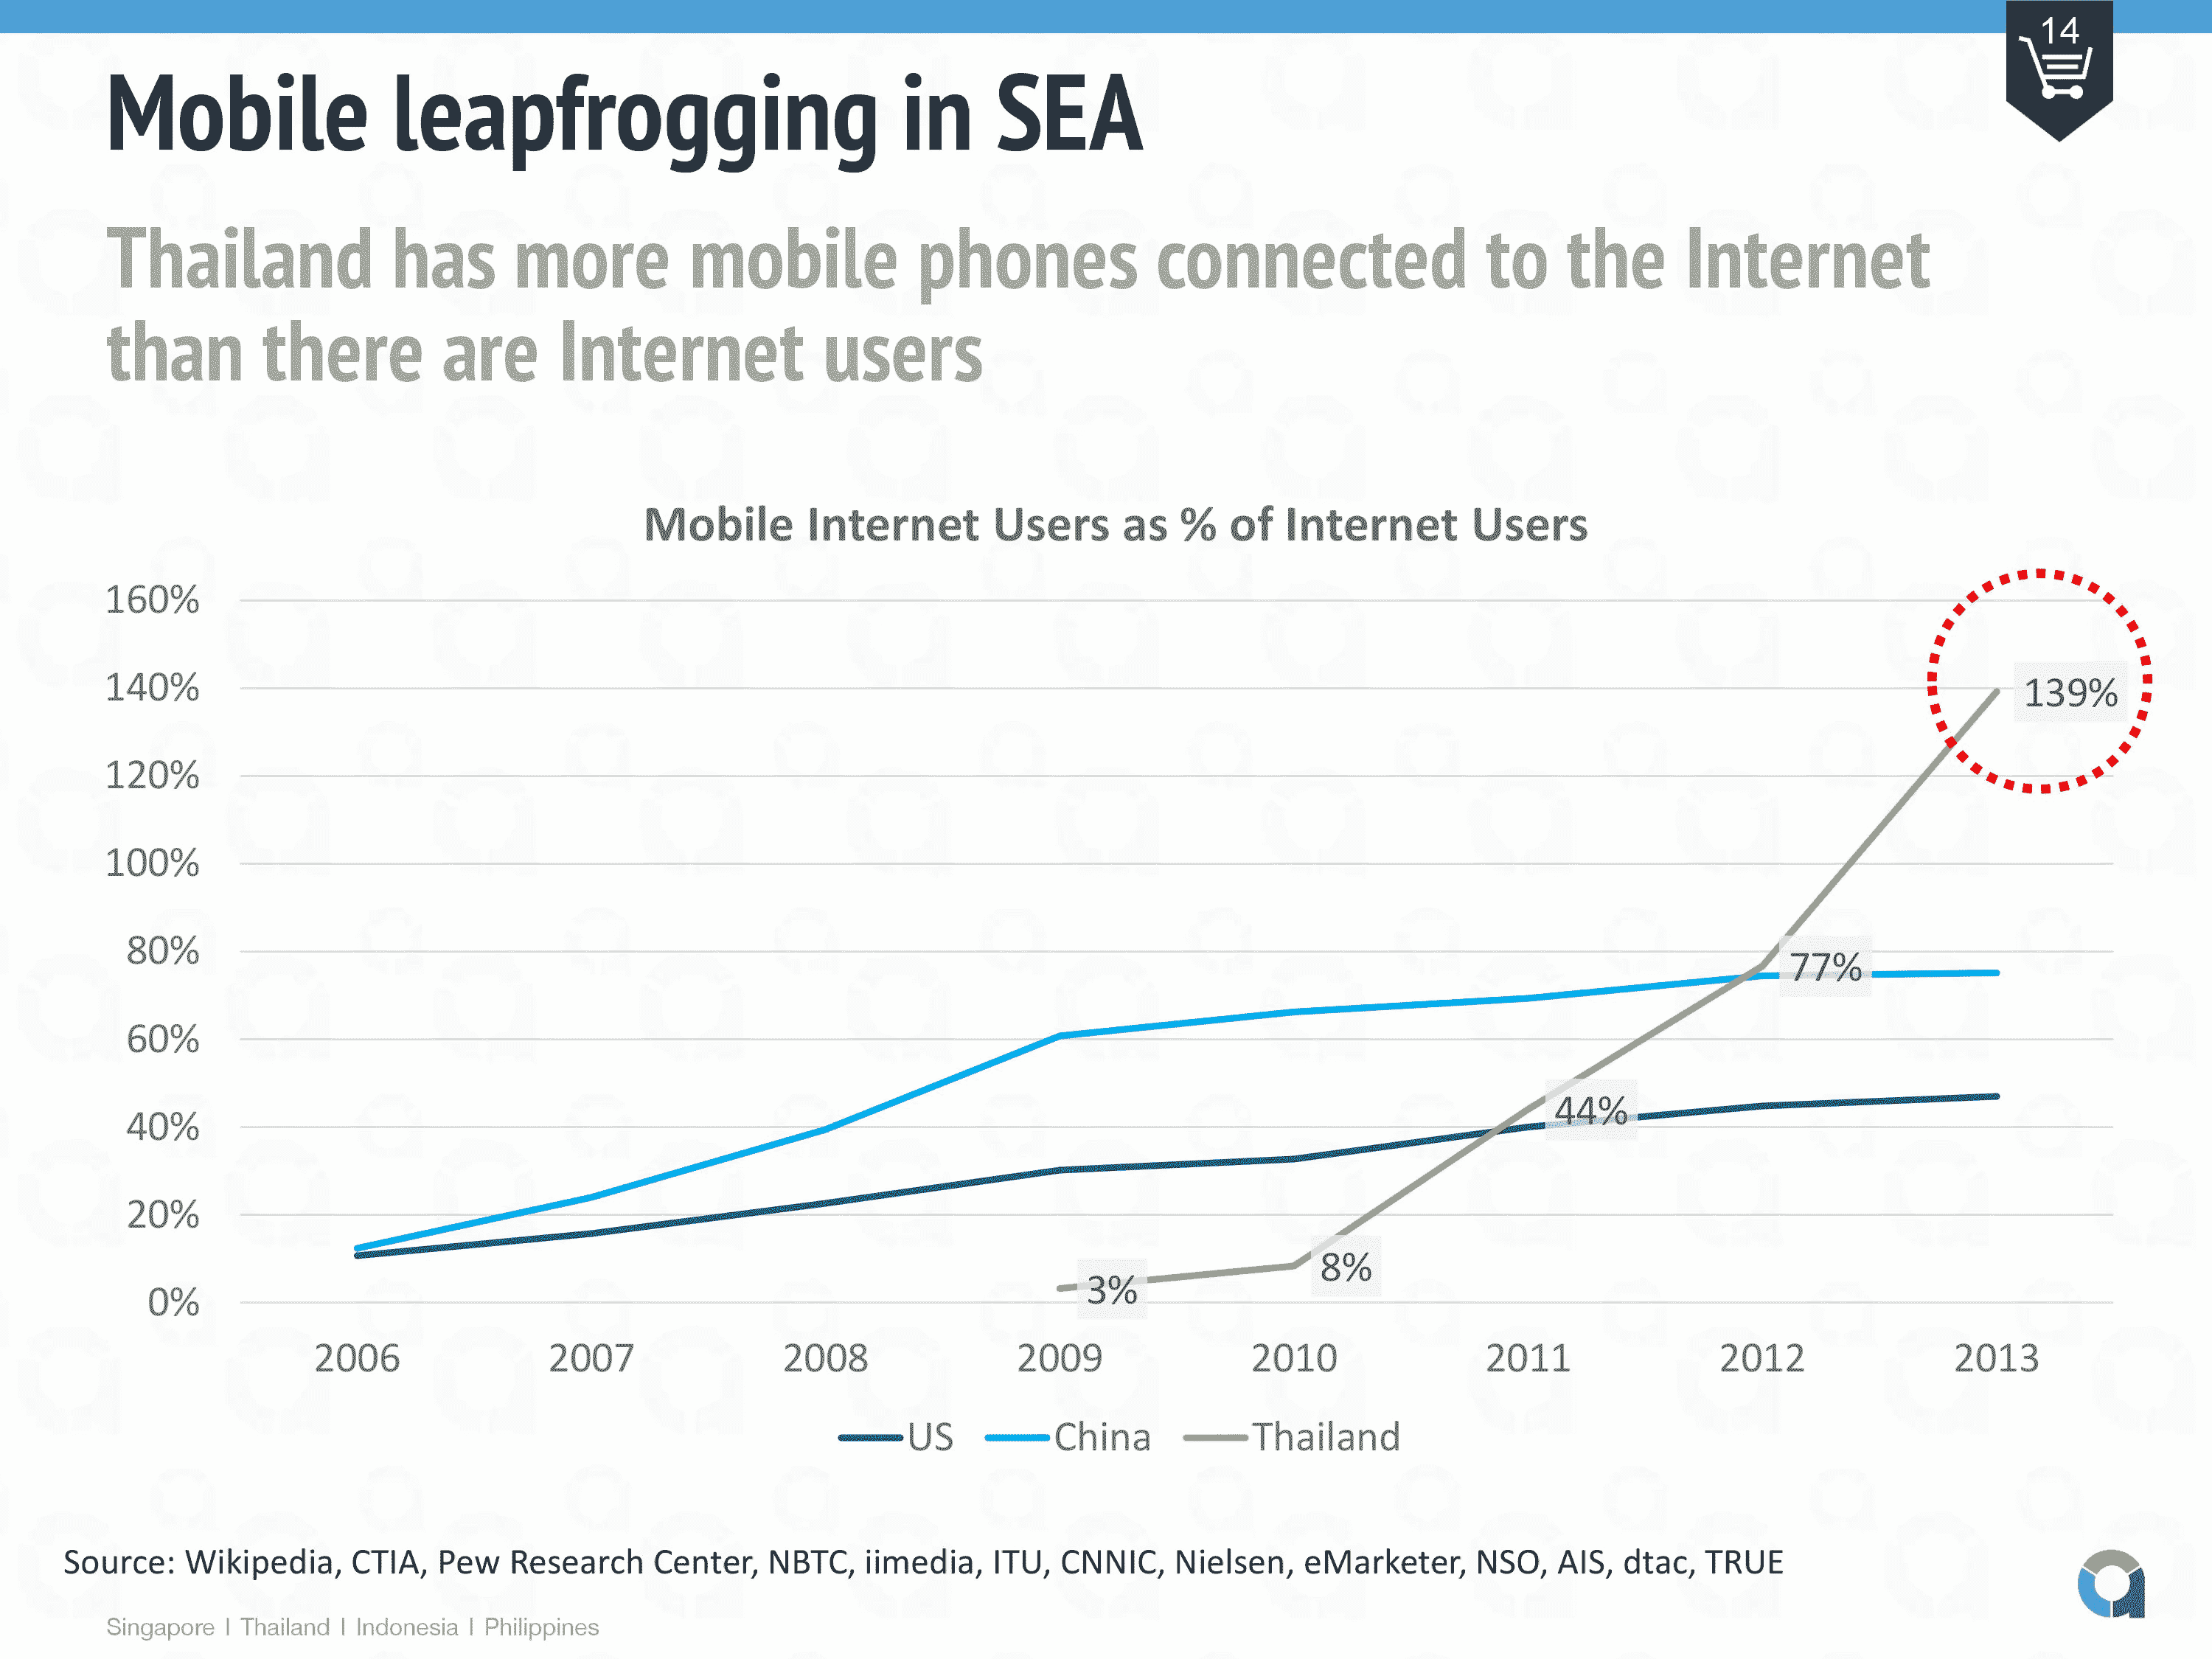 14
Mobile leapfrogging in SEA
Thailand has more mobile phones connected to the Internet
than there are Internet users
Mobile Internet Users as % of Internet Users
160%
140%
120%
100%
80%
60%
40%
20%
0%
139%
77%
44%
8%
3%
2006 2007 2008 2009 2010 2011 2012 2013
US China Thailand
Source: Wikipedia, CTIA, Pew Research Center, NBTC, iimedia, ITU, CNNIC, Nielsen, eMarketer, NSO, AIS, dtac, TRUE
Singapore | Thailand | Indonesia | Philippines